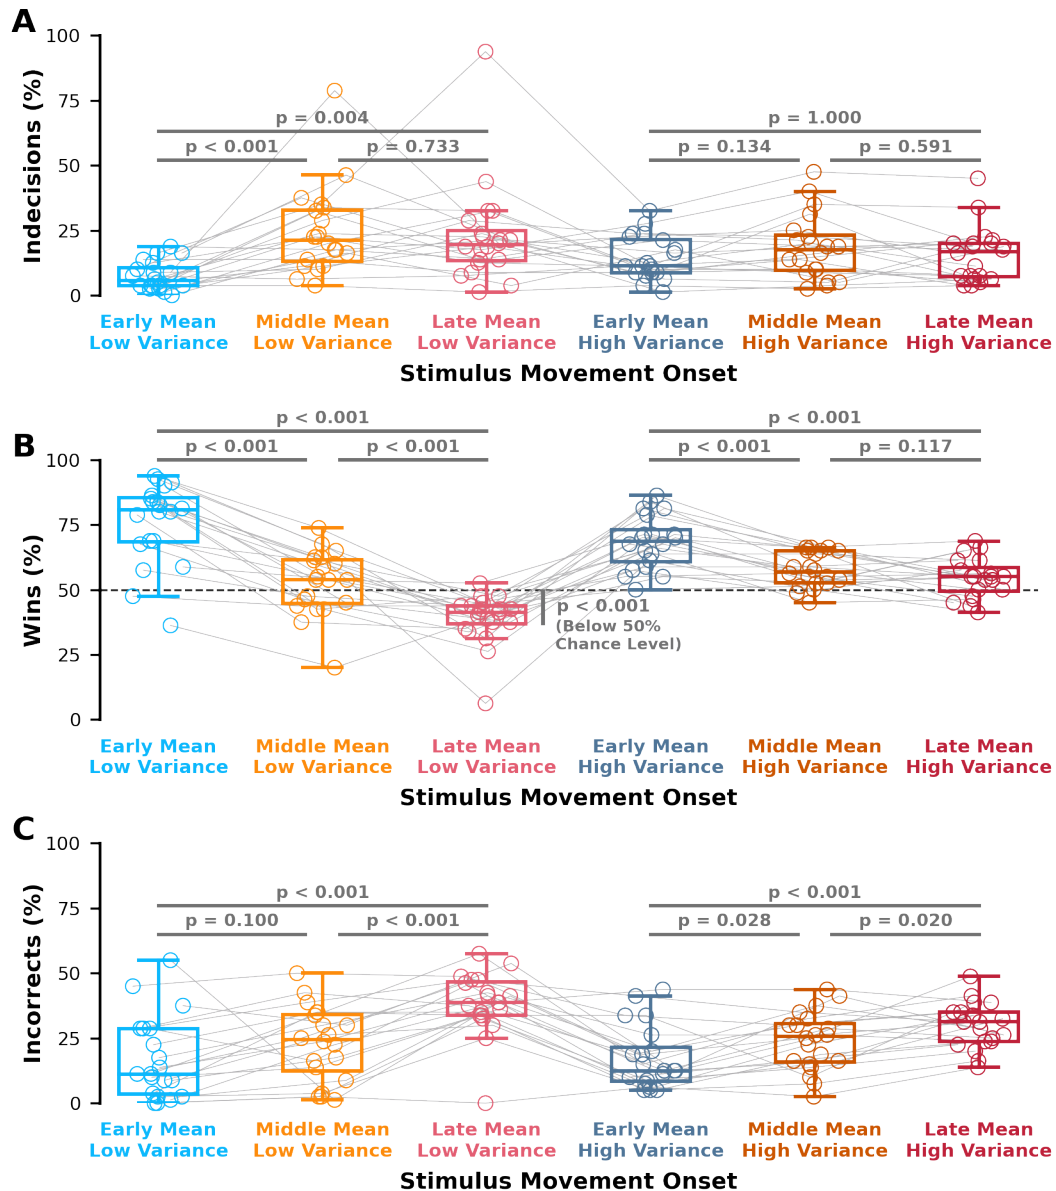 A
Indecisions (%)
100
75
50
25
0
p = 0.004
p < 0.001
p = 0.733
p = 1.000
p = 0.134
p = 0.591
Early Mean Low Variance
Middle Mean Low Variance
Late Mean Low Variance
Early Mean High Variance
Middle Mean High Variance
Late Mean High Variance
Stimulus Movement Onset
B
Wins (%)
100
75
50
25
0
p < 0.001
p < 0.001
p < 0.001
p < 0.001
p < 0.001
p = 0.117
p < 0.001
(Below 50%
Chance Level)
Early Mean Low Variance
Middle Mean Low Variance
Late Mean Low Variance
Early Mean High Variance
Middle Mean High Variance
Late Mean High Variance
Stimulus Movement Onset
C
Incorrects (%)
100
75
50
25
0
p < 0.001
p = 0.100
p < 0.001
p < 0.001
p = 0.028
p = 0.020
Early Mean Low Variance
Middle Mean Low Variance
Late Mean Low Variance
Early Mean High Variance
Middle Mean High Variance
Late Mean High Variance
Stimulus Movement Onset